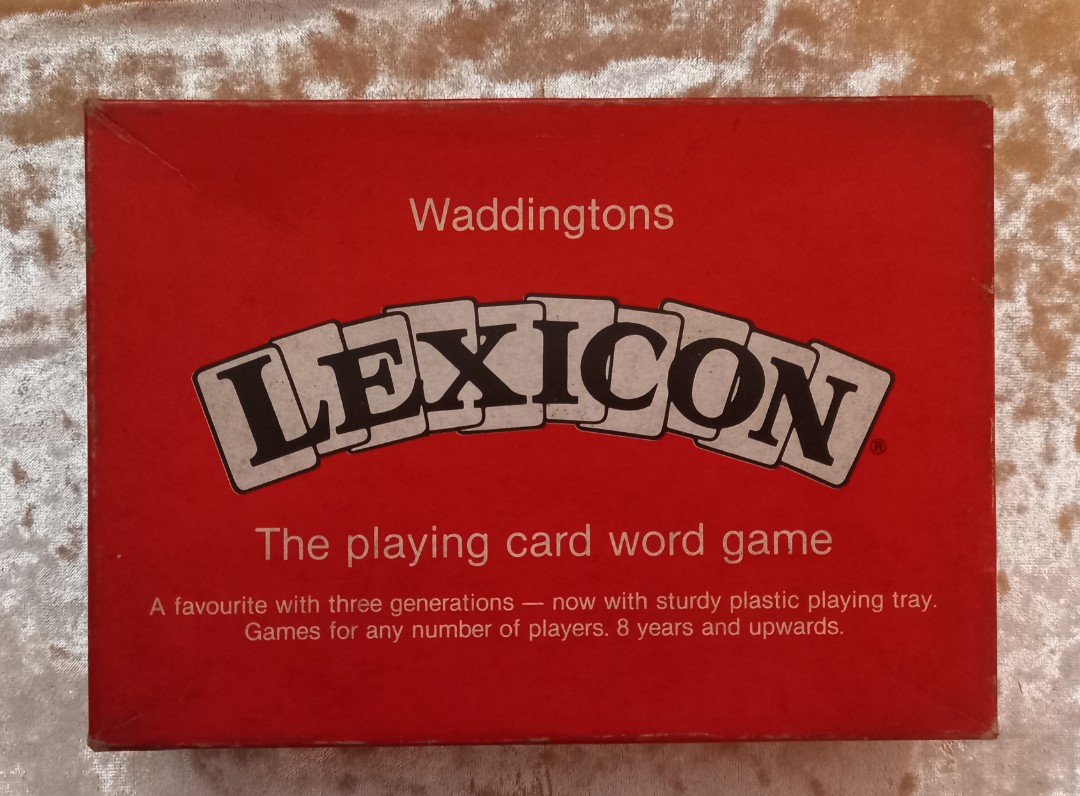 Waddingtons
LEXICON ®
The playing card word game
A favourite with three generations — now with sturdy plastic playing tray.
Games for any number of players. 8 years and upwards.